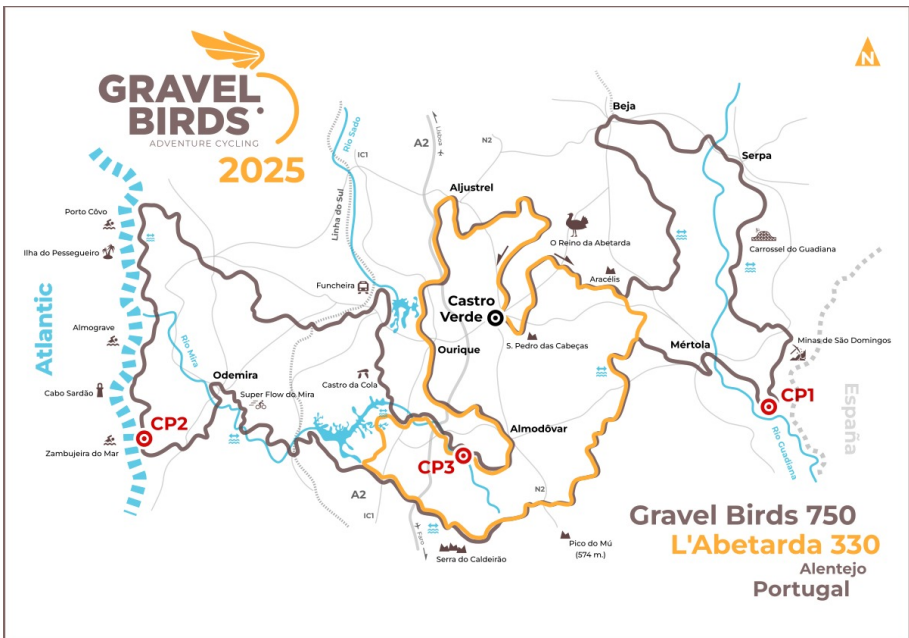 GRAVEL
BIRDS
ADVENTURE CYCLING
2025
N
Beja
Serpa
Carrossel do Guadiana
Rio Sado
IC1
A2
Lisboa
N2
Linha do Sul
Aljustrel
O Reino da Abetarda
Aracélis
Porto Côvo
Ilha do Pessegueiro
Funcheira
Castro
Verde
S. Pedro das Cabeças
Mértola
Minas de São Domingos
Atlantic
Almograve
Rio Mira
Ourique
Odemira
Castro da Cola
Super Flow do Mira
Cabo Sardão
CP1
España
CP2
Almodôvar
Rio Guadiana
Zambujeira do Mar
CP3
A2
N2
IC1
Faro
Serra do Caldeirão
Pico do Mú
(574 m.)
Gravel Birds 750
L'Abetarda 330
Alentejo
Portugal